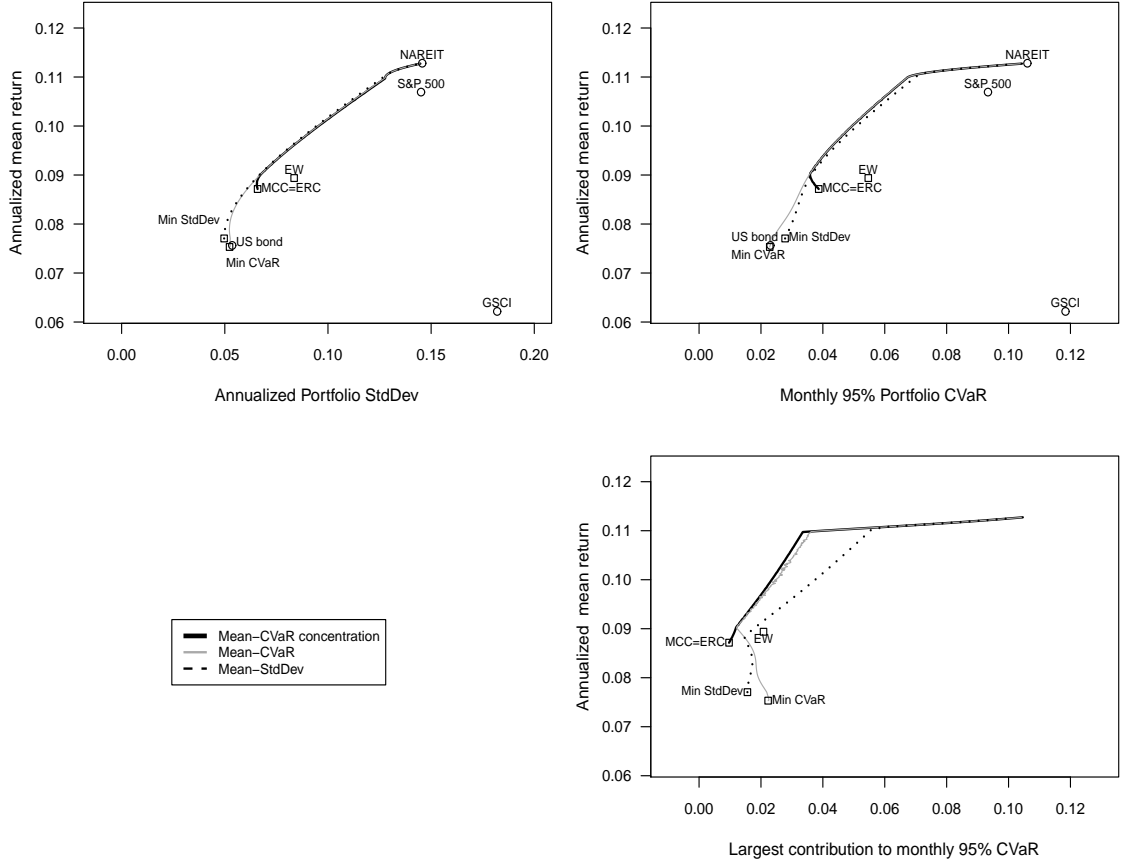 0.12
0.11
0.10
0.09
0.08
0.07
0.06
Annualized mean return
NAREIT
S&P 500
EW
MCC=ERC
Min StdDev
US bond
Min CVaR
GSCI
0.00 0.05 0.10 0.15 0.20
Annualized Portfolio StdDev
0.12
0.11
0.10
0.09
0.08
0.07
0.06
Annualized mean return
NAREIT
S&P 500
EW
MCC=ERC
US bond
Min StdDev
Min CVaR
GSCI
0.00 0.02 0.04 0.06 0.08 0.10 0.12
Monthly 95% Portfolio CVaR
Mean−CVaR concentration
Mean−CVaR
Mean−StdDev
0.12
0.11
0.10
0.09
0.08
0.07
0.06
Annualized mean return
MCC=ERC
EW
Min StdDev
Min CVaR
0.00 0.02 0.04 0.06 0.08 0.10 0.12
Largest contribution to monthly 95% CVaR